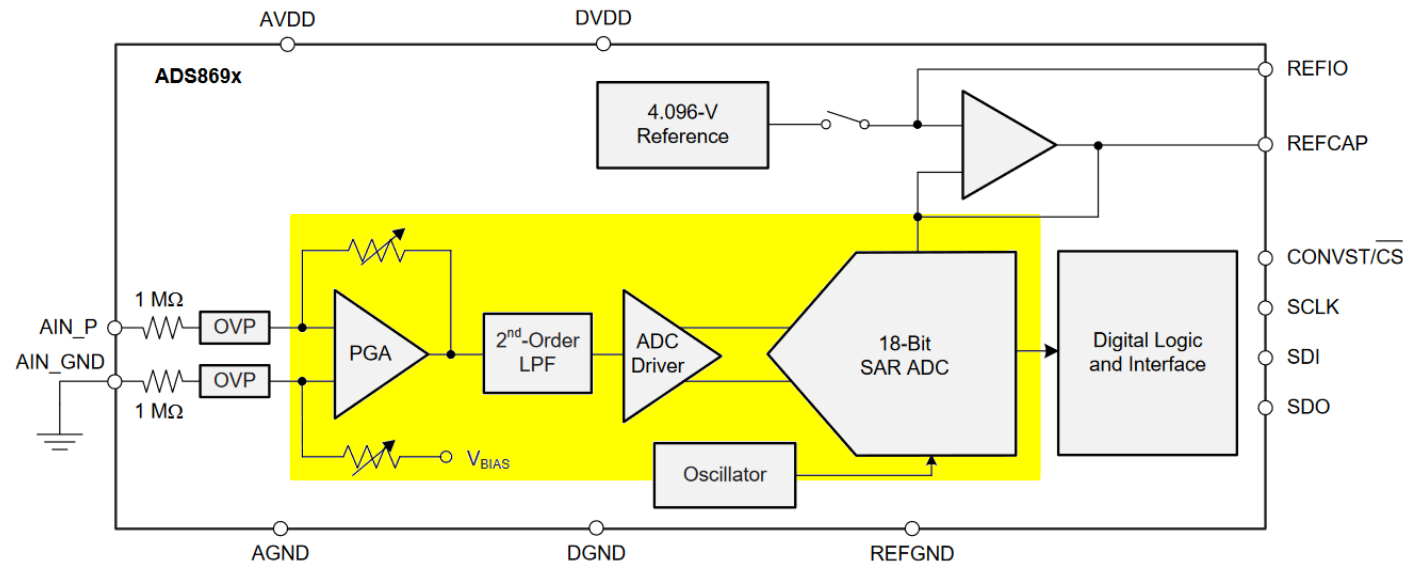 AVDD
DVDD
ADS869x
REFIO
4.096-V
Reference
REFCAP
CONVST/C̅S̅
1 MΩ
OVP
AIN_P
SCLK
PGA
2nd-Order
LPF
ADC
Driver
18-Bit
SAR ADC
Digital Logic
and Interface
AIN_GND
OVP
SDI
1 MΩ
SDO
VBIAS
Oscillator
AGND
DGND
REFGND